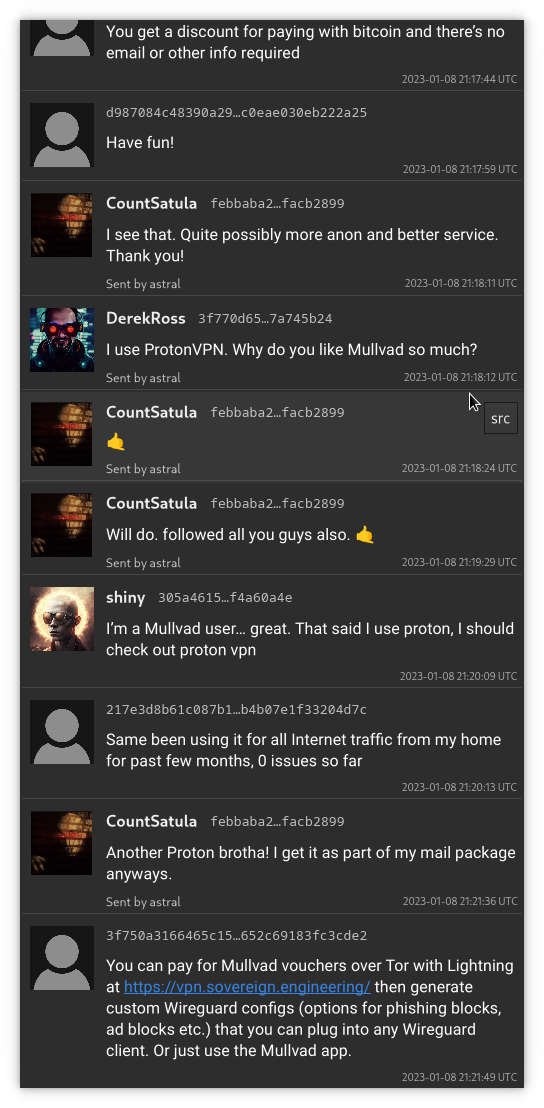 You get a discount for paying with bitcoin and there's no
email or other info required
2023-01-08 21:17:44 UTC
d987084c48390a29…c0eae030eb222a25
Have fun!
2023-01-08 21:17:59 UTC
CountSatula febbaba2…facb2899
I see that. Quite possibly more anon and better service.
Thank you!
Sent by astral 2023-01-08 21:18:11 UTC
DerekRoss 3f770d65…7a745b24
I use ProtonVPN. Why do you like Mullvad so much?
Sent by astral 2023-01-08 21:18:12 UTC
CountSatula febbaba2…facb2899
src
🤙
Sent by astral 2023-01-08 21:18:24 UTC
CountSatula febbaba2…facb2899
Will do. followed all you guys also. 🤙
Sent by astral 2023-01-08 21:19:29 UTC
shiny 305a4615…f4a60a4e
I'm a Mullvad user… great. That said I use proton, I should
check out proton vpn
2023-01-08 21:20:09 UTC
217e3d8b61c087b1…b4b07e1f33204d7c
Same been using it for all Internet traffic from my home
for past few months, 0 issues so far
2023-01-08 21:20:13 UTC
CountSatula febbaba2…facb2899
Another Proton brotha! I get it as part of my mail package
anyways.
Sent by astral 2023-01-08 21:21:36 UTC
3f750a3166465c15…652c69183fc3cde2
You can pay for Mullvad vouchers over Tor with Lightning
at https://vpn.sovereign.engineering/ then generate
custom Wireguard configs (options for phishing blocks,
ad blocks etc.) that you can plug into any Wireguard
client. Or just use the Mullvad app.
2023-01-08 21:21:49 UTC